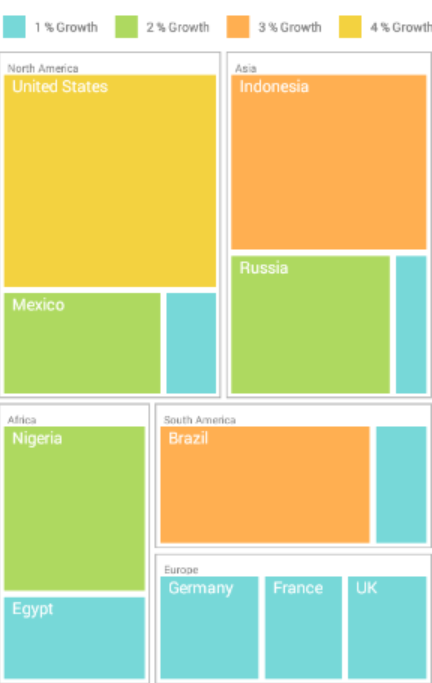 1 % Growth 2 % Growth 3 % Growth 4 % Growth
North America
United States
Mexico
Asia
Indonesia
Russia
Africa
Nigeria
Egypt
South America
Brazil
Europe
Germany France UK